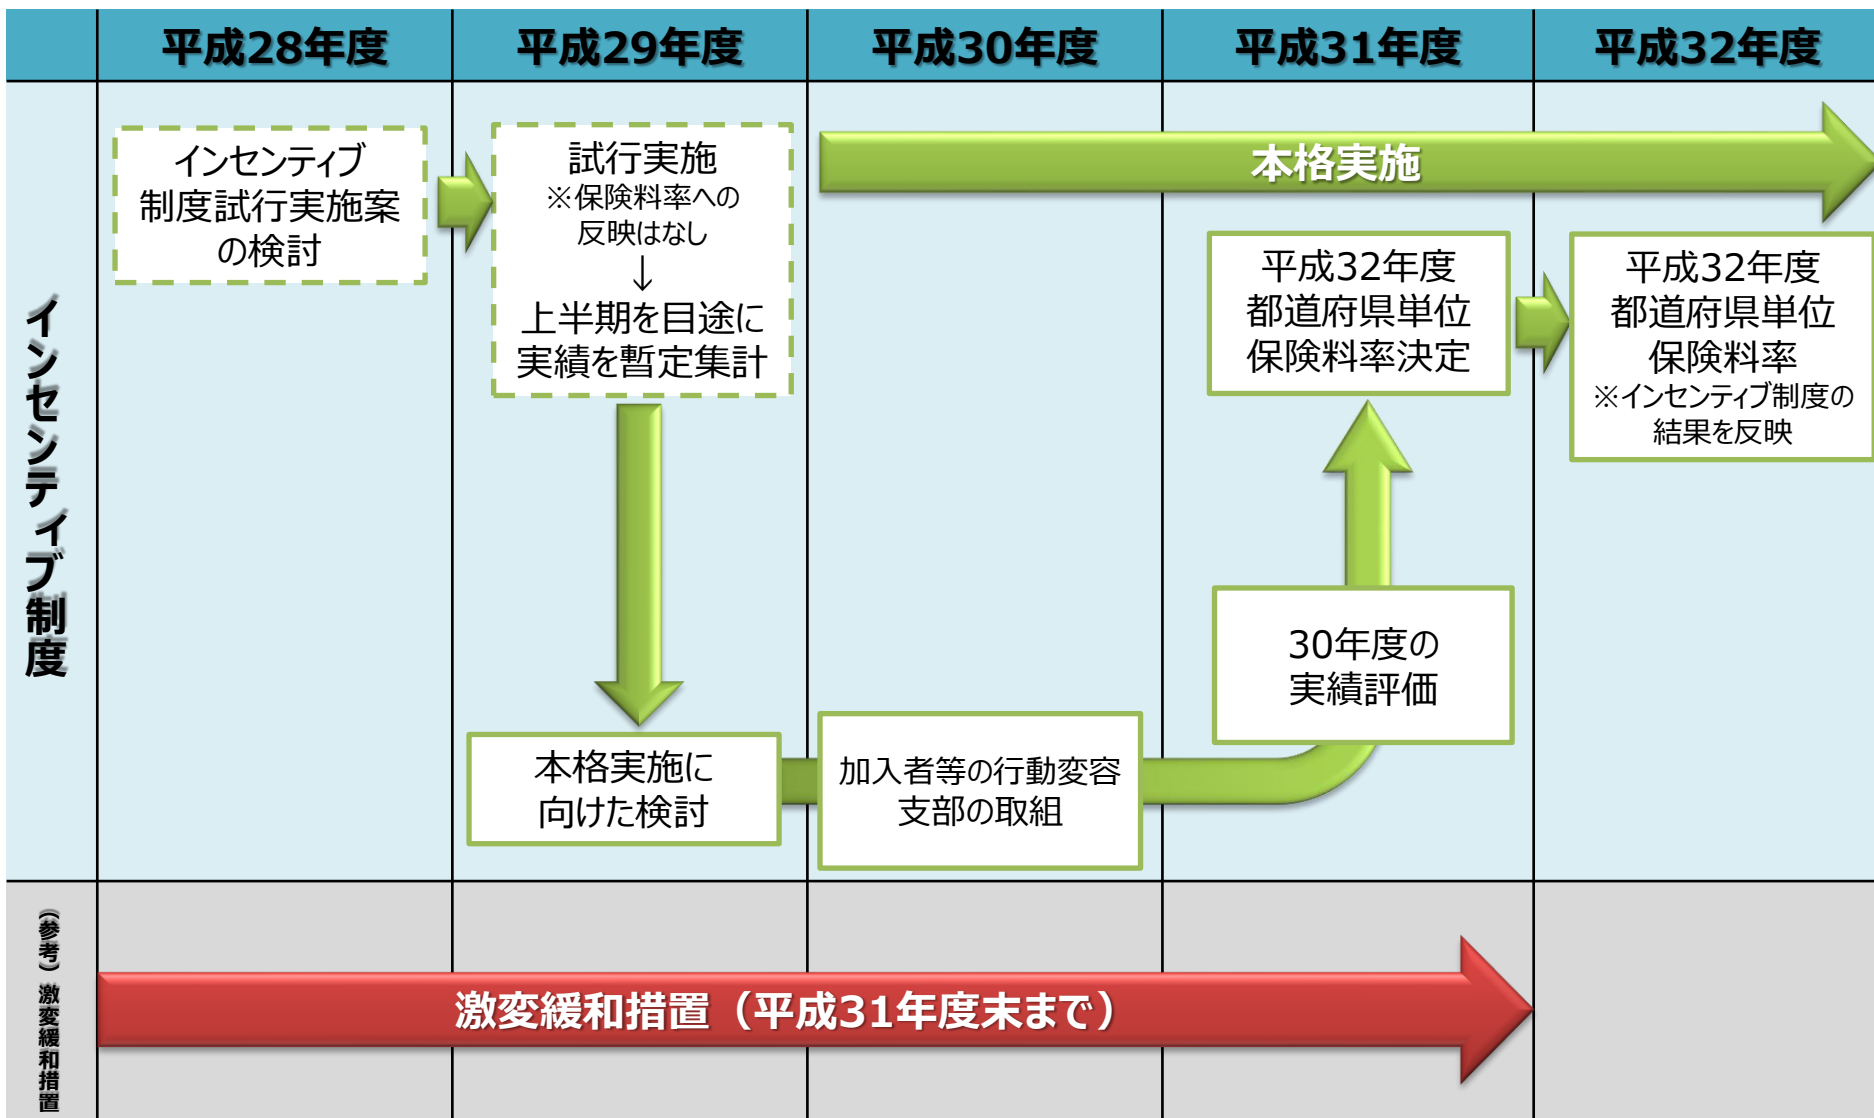 平成28年度
平成29年度
平成30年度
平成31年度
平成32年度
インセンティブ制度
インセンティブ
制度試行実施案
の検討
試行実施
※保険料率への
反映はなし
↓
上半期を目途に
実績を暫定集計
本格実施に
向けた検討
本格実施
加入者等の行動変容
支部の取組
30年度の
実績評価
平成32年度
都道府県単位
保険料率決定
平成32年度
都道府県単位
保険料率
※インセンティブ制度の
結果を反映
(参考)激変緩和措置
激変緩和措置(平成31年度末まで)